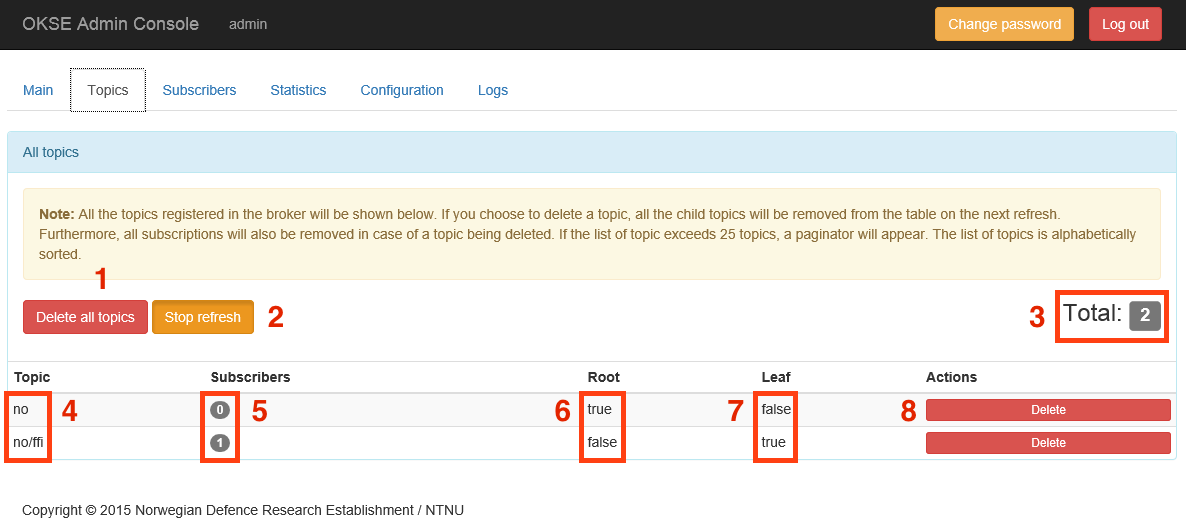 OKSE Admin Console admin Change password Log out
Main Topics Subscribers Statistics Configuration Logs
All topics
Note: All the topics registered in the broker will be shown below. If you choose to delete a topic, all the child topics will be removed from the table on the next refresh.
Furthermore, all subscriptions will also be removed in case of a topic being deleted. If the list of topic exceeds 25 topics, a paginator will appear. The list of topics is alphabetically
sorted.
1
Delete all topics Stop refresh 2 3 Total: 2
Topic Subscribers Root Leaf Actions
no 4 0 5 6 true 7 false 8 Delete
no/ffi 1 false true Delete
Copyright © 2015 Norwegian Defence Research Establishment / NTNU